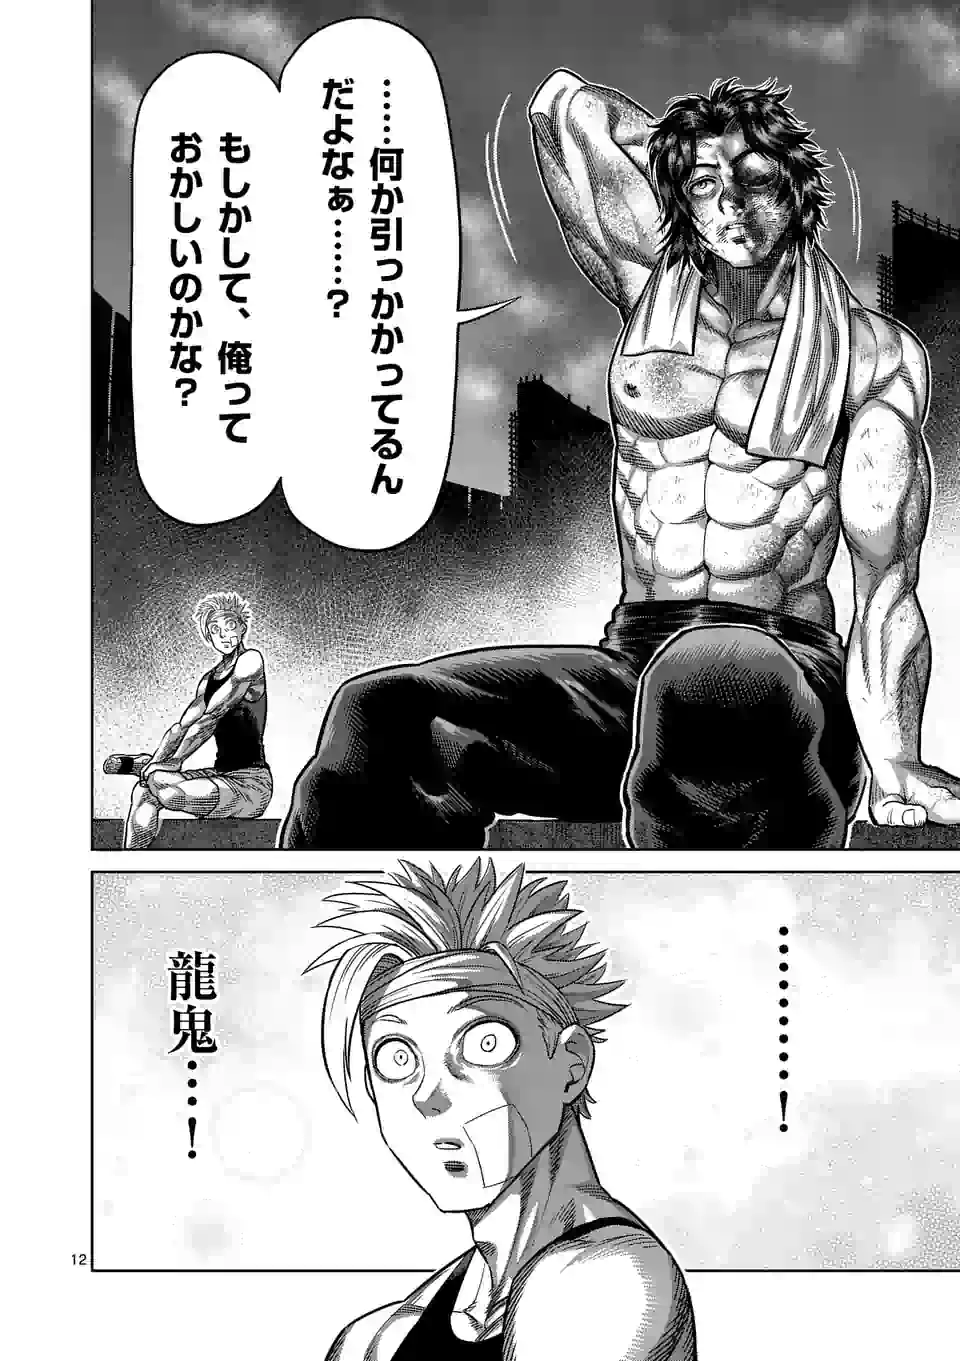 ……何か引っかかってるん
だよなぁ……？
もしかして、俺って
おかしいのかな？
………！
龍鬼…！
12